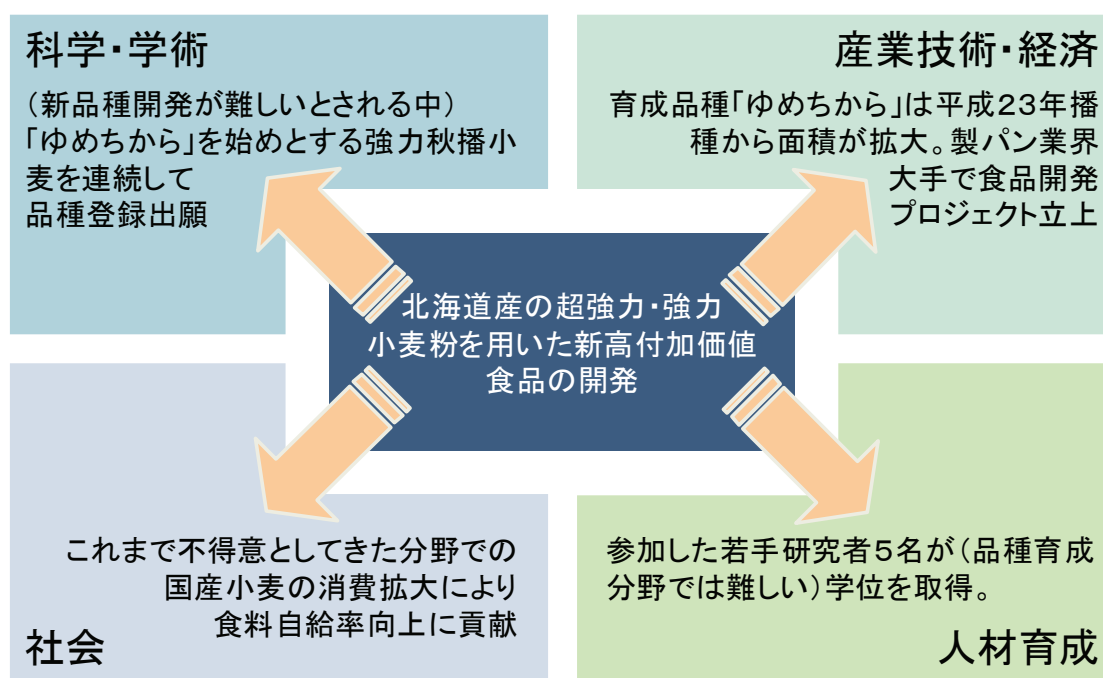 科学・学術
（新品種開発が難しいとされる中）
「ゆめちから」を始めとする強力秋播小
麦を連続して
品種登録出願
産業技術・経済
育成品種「ゆめちから」は平成２３年播
種から面積が拡大。製パン業界
大手で食品開発
プロジェクト立上
北海道産の超強力・強力
小麦粉を用いた新高付加価値
食品の開発
これまで不得意としてきた分野での
国産小麦の消費拡大により
食料自給率向上に貢献
社会
参加した若手研究者５名が（品種育成
分野では難しい）学位を取得。
人材育成